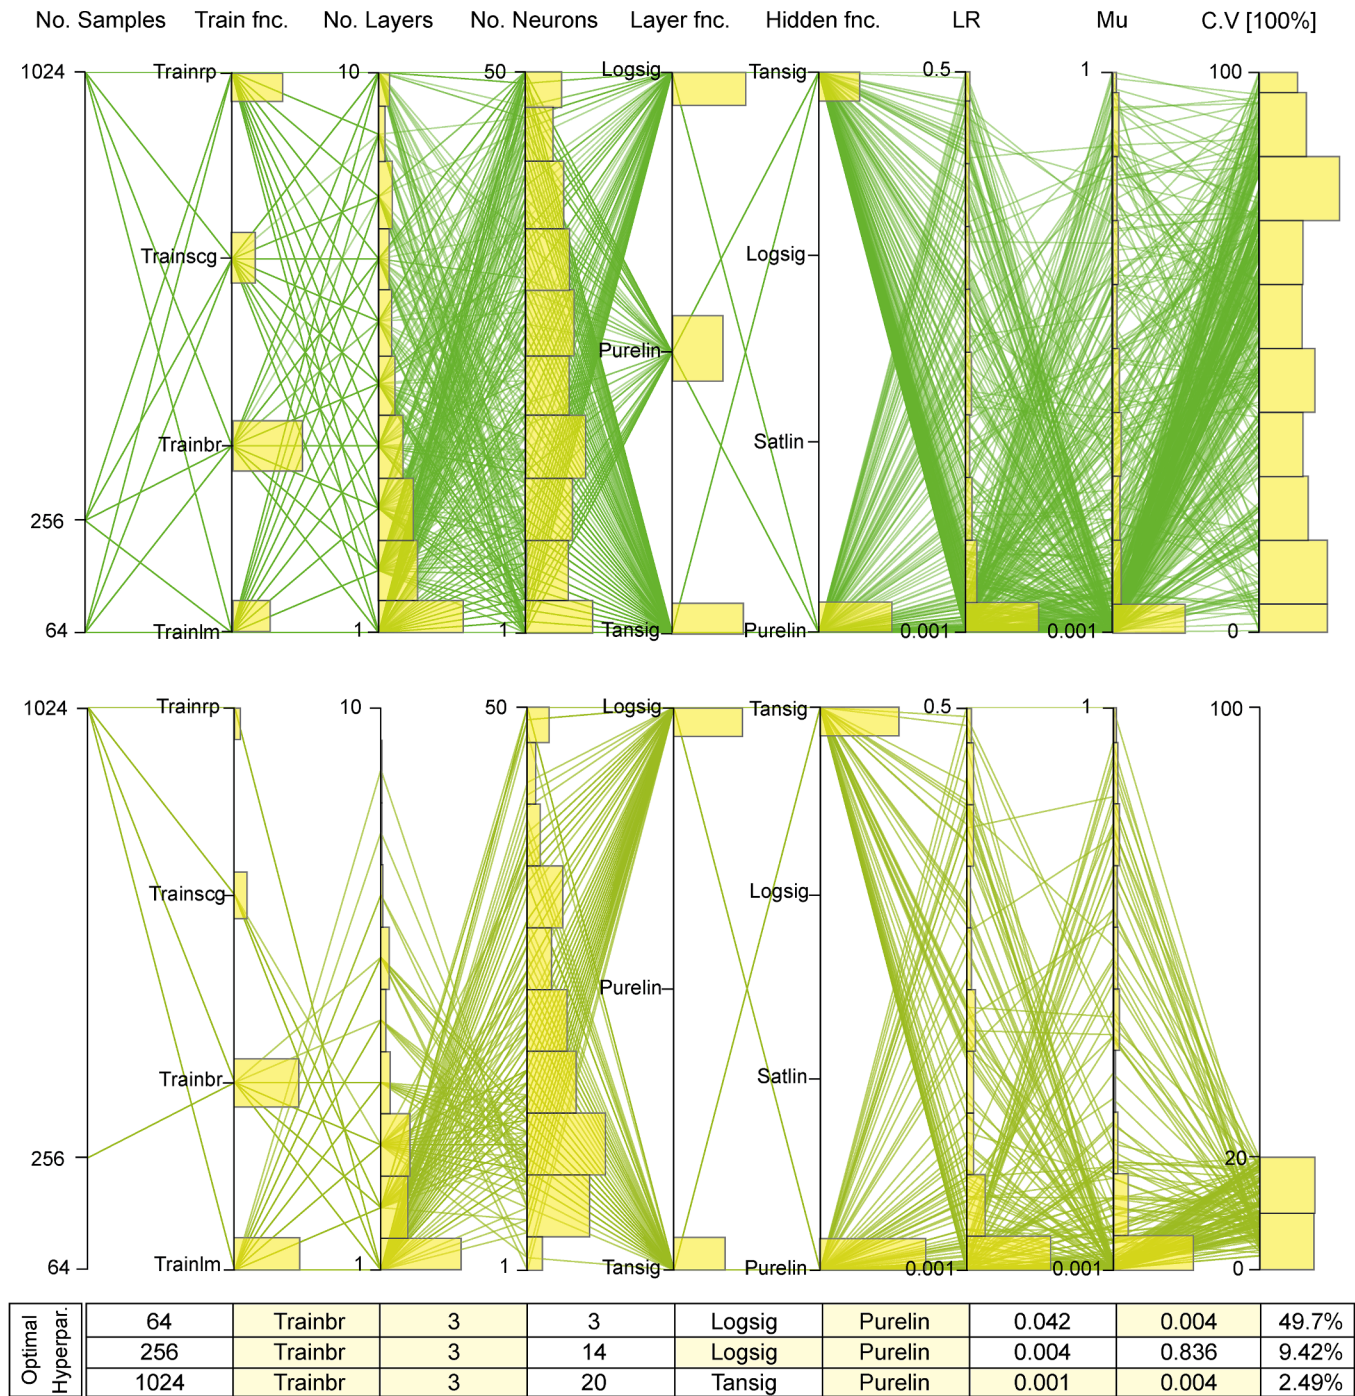 No. Samples Train fnc. No. Layers No. Neurons Layer fnc. Hidden fnc. LR Mu C.V [100%]
1024 Trainrp 10 50 Logsig Tansig 0.5 1 100
Trainscg Logsig
Purelin
Trainbr Satlin
256
64 Trainlm 1 1 Tansig Purelin 0.001 0.001 0
1024 Trainrp 10 50 Logsig Tansig 0.5 1 100
Trainscg Logsig
Purelin
Trainbr Satlin
256 20
64 Trainlm 1 1 Tansig Purelin 0.001 0.001 0
Optimal
Hyperpar.
64 Trainbr 3 3 Logsig Purelin 0.042 0.004 49.7%
256 Trainbr 3 14 Logsig Purelin 0.004 0.836 9.42%
1024 Trainbr 3 20 Tansig Purelin 0.001 0.004 2.49%